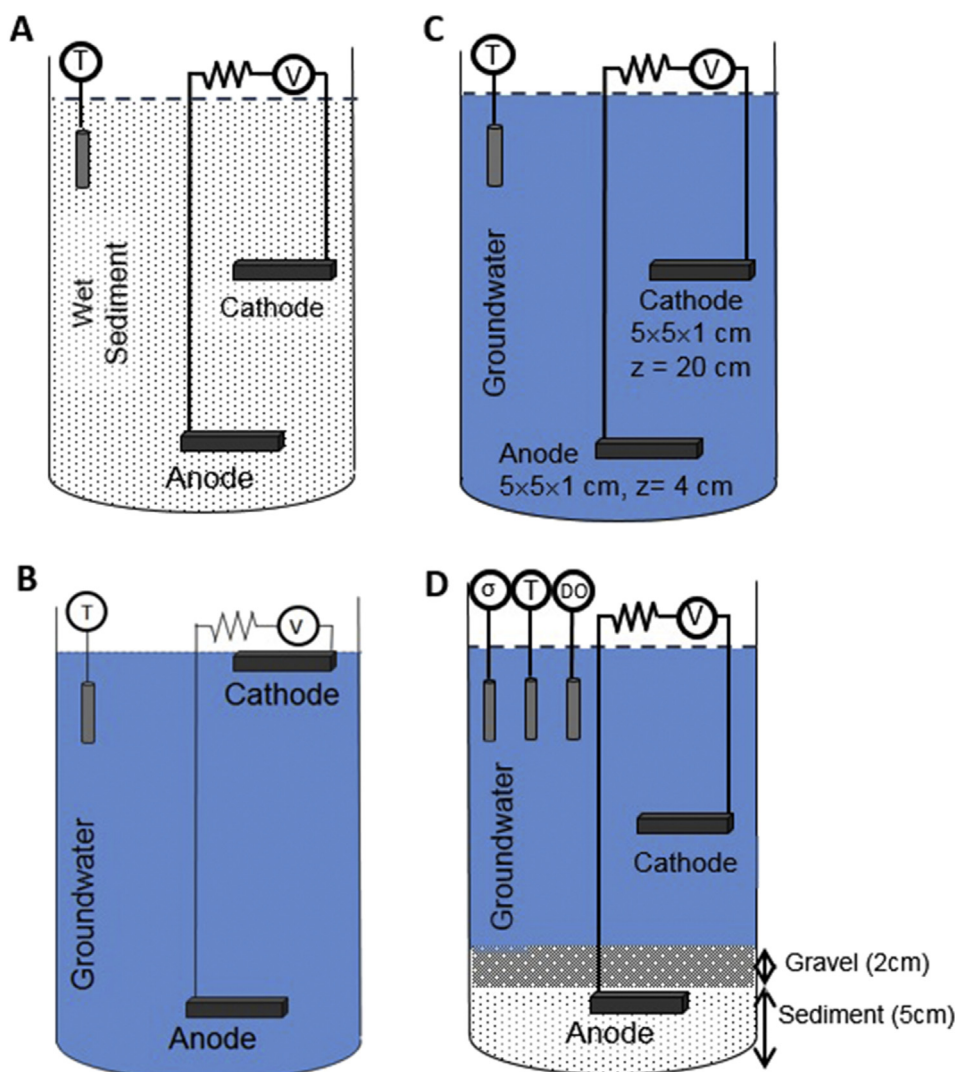 A
T
V
Wet
Sediment
Cathode
Anode
C
T
V
Groundwater
Cathode
5×5×1 cm
z = 20 cm
Anode
5×5×1 cm, z= 4 cm
B
T
V
Cathode
Groundwater
Anode
D
σ
T
DO
V
Groundwater
Cathode
Gravel (2cm)
Sediment (5cm)
Anode